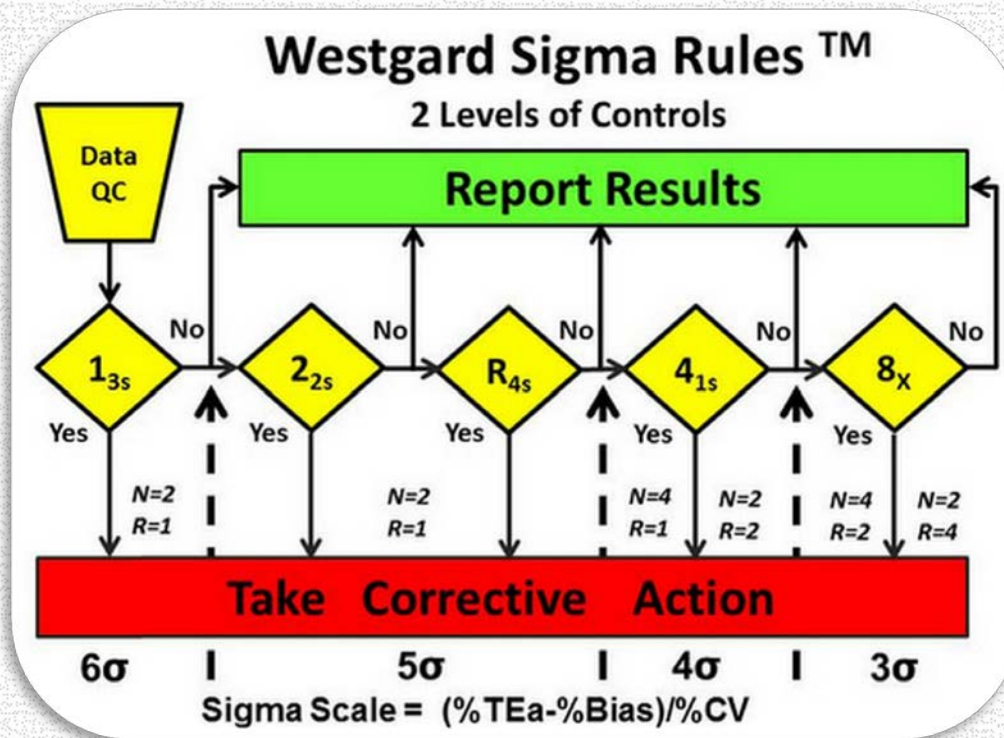 Westgard Sigma Rules ™
2 Levels of Controls
Data
QC
Report Results
No
No
No
No
No
1₃ₛ
2₂ₛ
R₄ₛ
4₁ₛ
8ₓ
Yes
Yes
Yes
Yes
Yes
N=2
R=1
N=2
R=1
N=4
R=1
N=2
R=2
N=4
R=2
N=2
R=4
Take Corrective Action
6σ 5σ 4σ 3σ
Sigma Scale = (%TEa-%Bias)/%CV